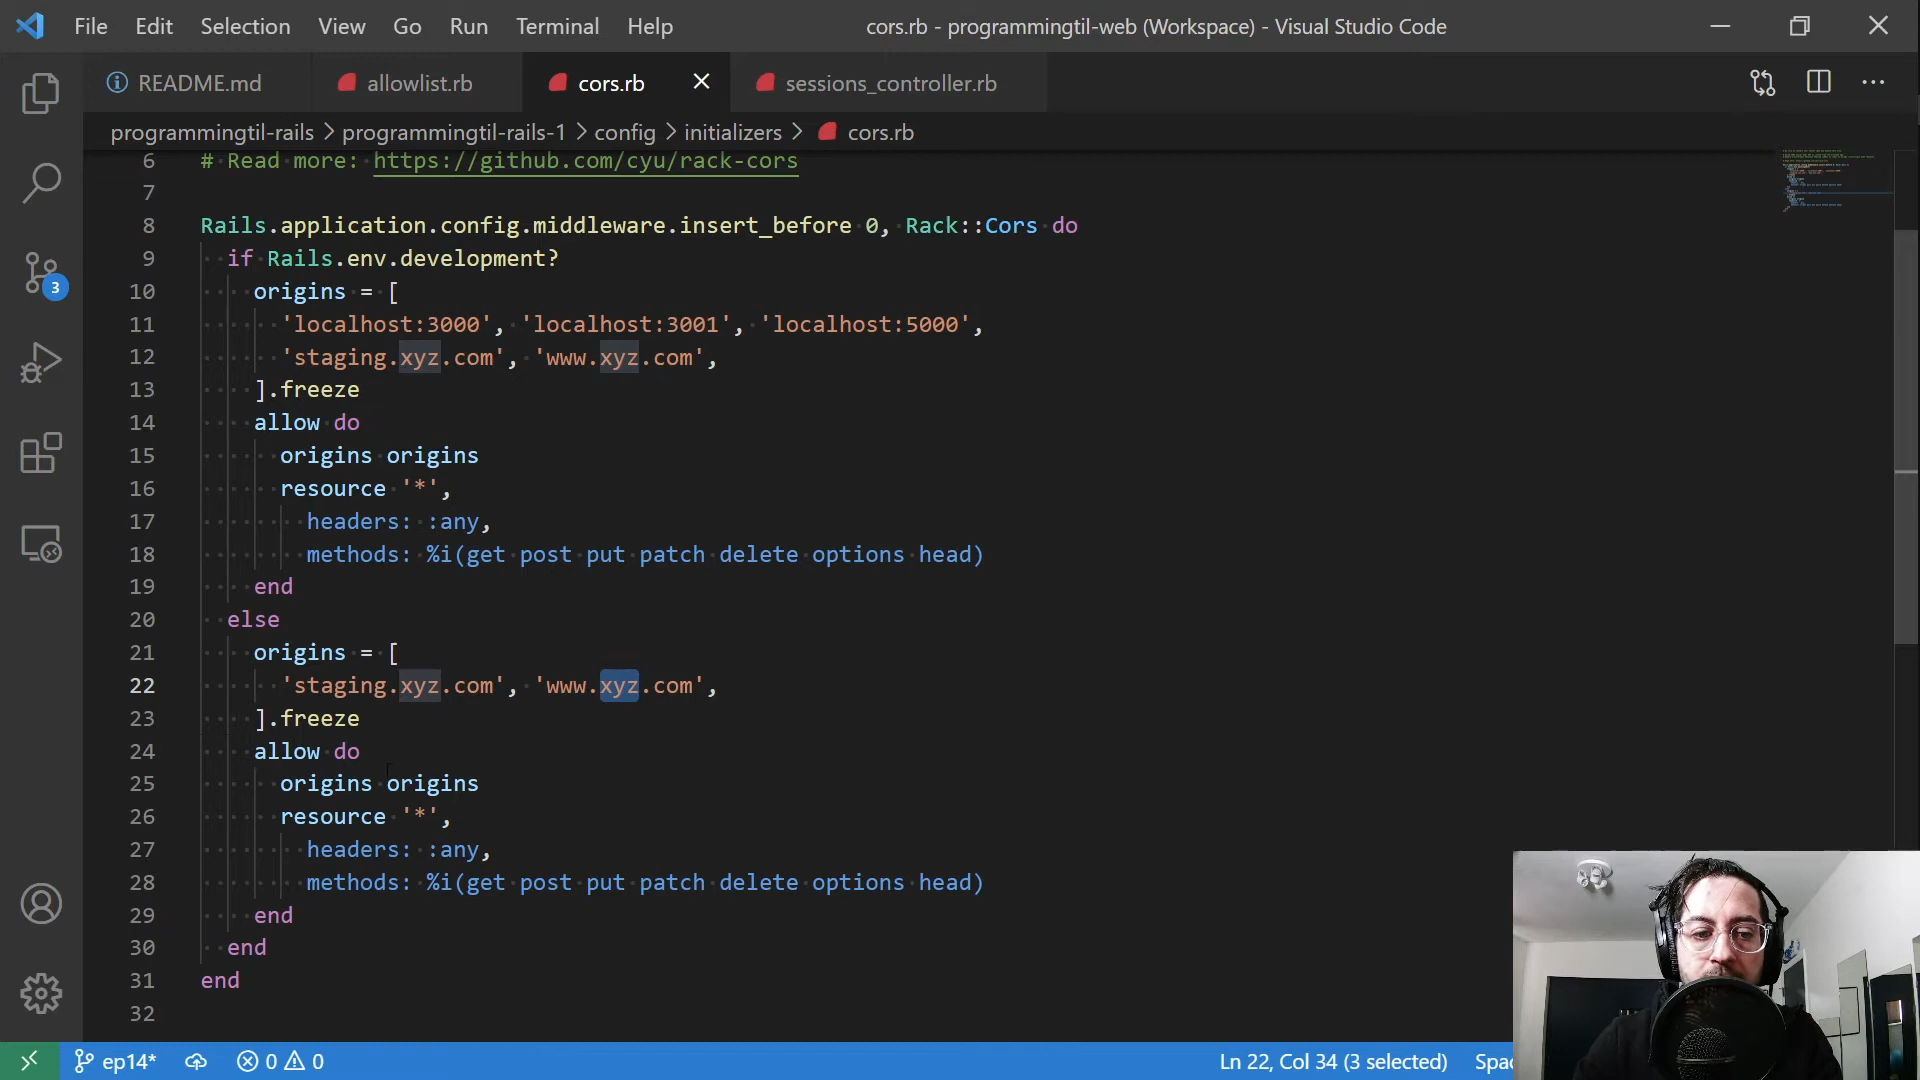 File Edit Selection View Go Run Terminal Help cors.rb - programmingtil-web (Workspace) - Visual Studio Code
README.md allowlist.rb cors.rb sessions_controller.rb
programmingtil-rails > programmingtil-rails-1 > config > initializers > cors.rb
6 # Read more: https://github.com/cyu/rack-cors
7
8 Rails.application.config.middleware.insert_before 0, Rack::Cors do
9 if Rails.env.development?
10 origins = [
11 'localhost:3000', 'localhost:3001', 'localhost:5000',
12 'staging.xyz.com', 'www.xyz.com',
13 ].freeze
14 allow do
15 origins origins
16 resource '*',
17 headers: :any,
18 methods: %i(get post put patch delete options head)
19 end
20 else
21 origins = [
22 'staging.xyz.com', 'www.xyz.com',
23 ].freeze
24 allow do
25 origins origins
26 resource '*',
27 headers: :any,
28 methods: %i(get post put patch delete options head)
29 end
30 end
31 end
32
3
ep14* 0 0 Ln 22, Col 34 (3 selected) Spac